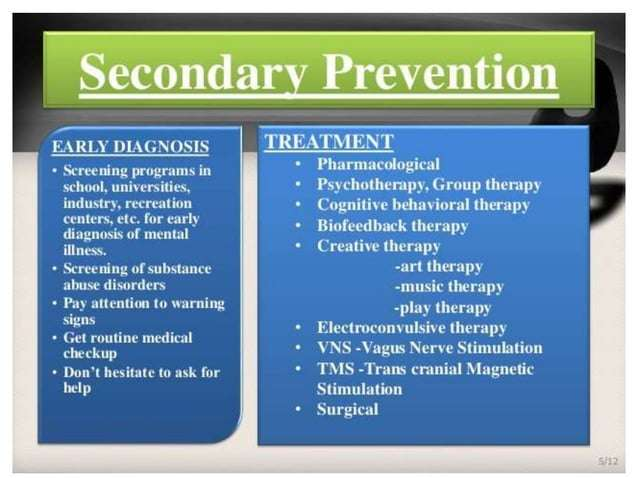 Secondary Prevention
EARLY DIAGNOSIS
• Screening programs in
school, universities,
industry, recreation
centers, etc. for early
diagnosis of mental
illness.
• Screening of substance
abuse disorders
• Pay attention to warning
signs
• Get routine medical
checkup
• Don't hesitate to ask for
help
TREATMENT
• Pharmacological
• Psychotherapy, Group therapy
• Cognitive behavioral therapy
• Biofeedback therapy
• Creative therapy
-art therapy
-music therapy
-play therapy
• Electroconvulsive therapy
• VNS -Vagus Nerve Stimulation
• TMS -Trans cranial Magnetic
Stimulation
• Surgical
5/12